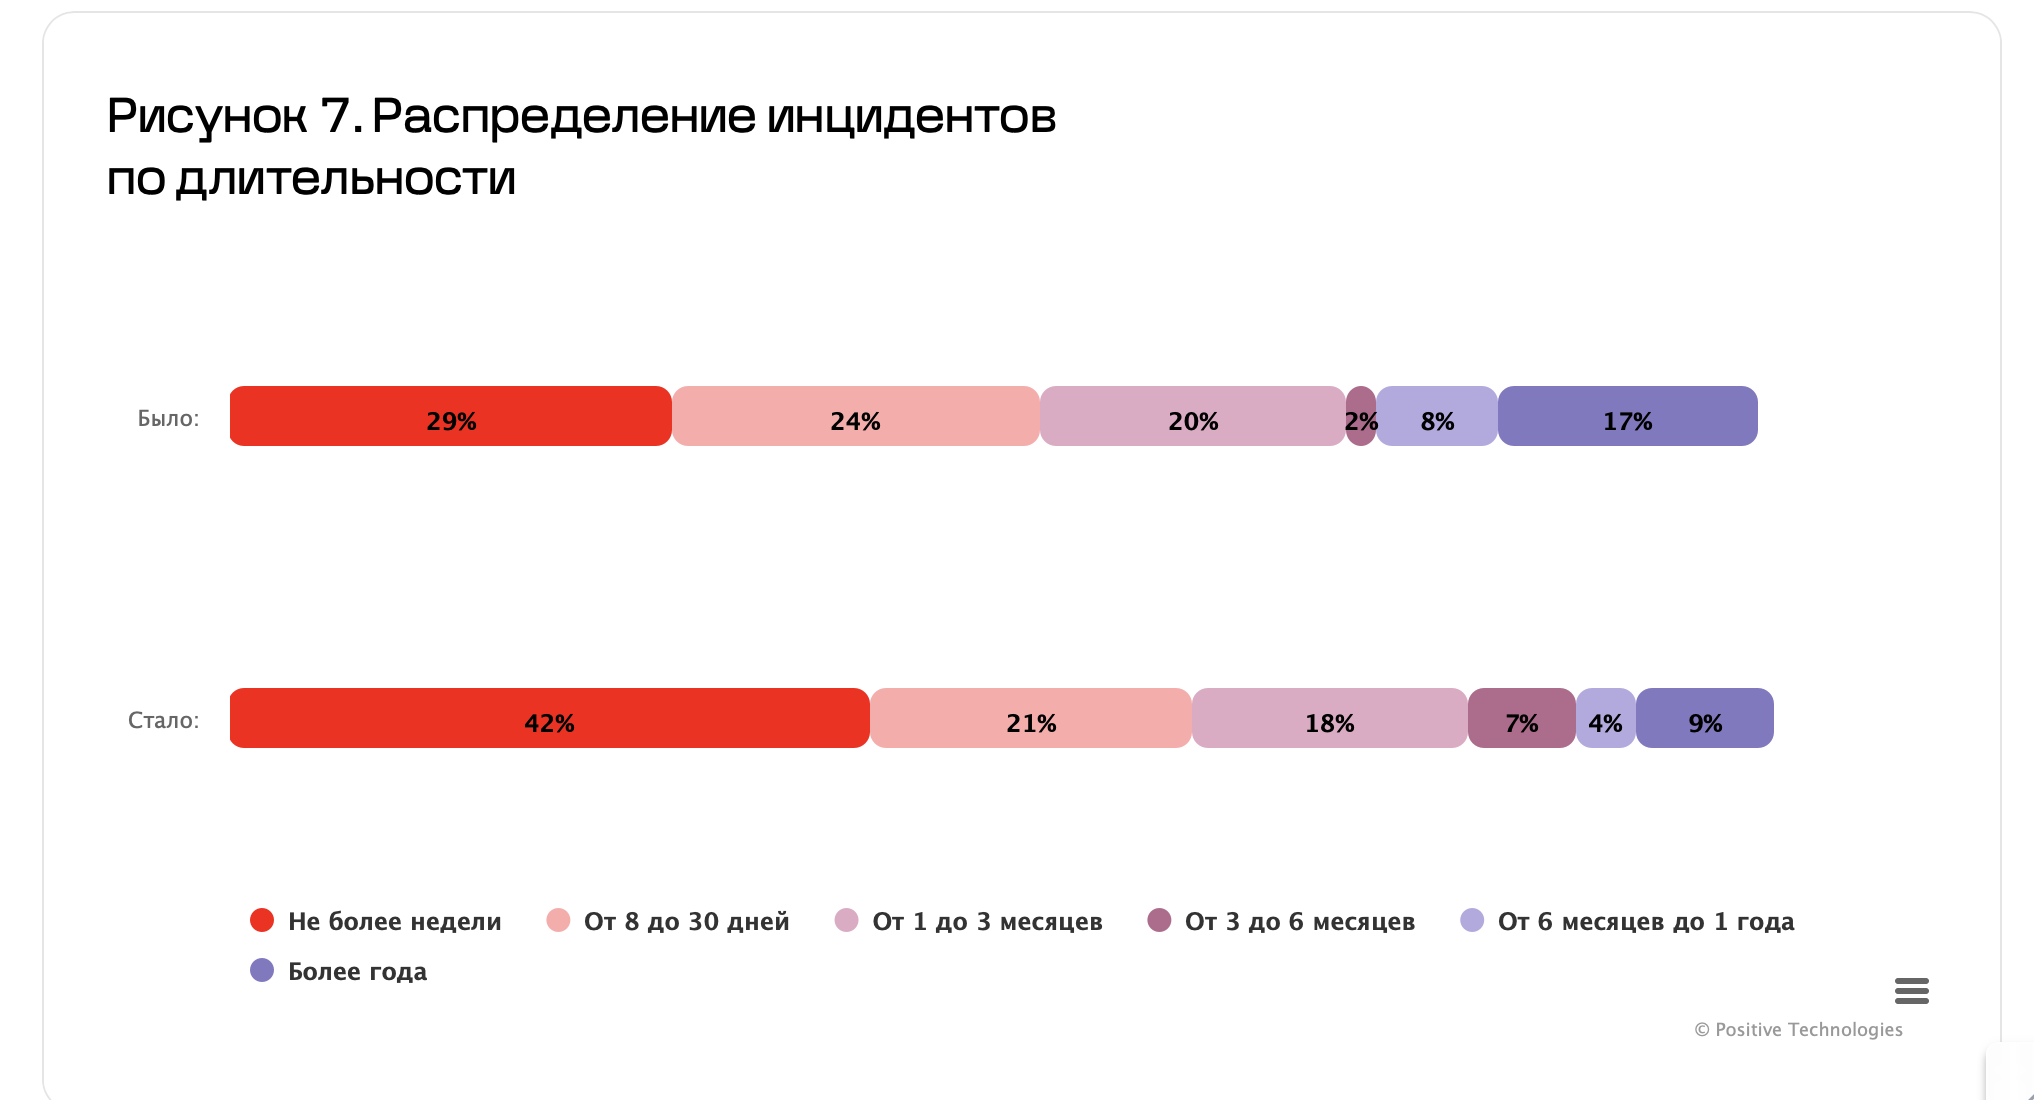 Рисунок 7. Распределение инцидентов
по длительности
Было:
29% 24% 20% 2% 8% 17%
Стало:
42% 21% 18% 7% 4% 9%
Не более недели От 8 до 30 дней От 1 до 3 месяцев От 3 до 6 месяцев От 6 месяцев до 1 года
Более года
© Positive Technologies